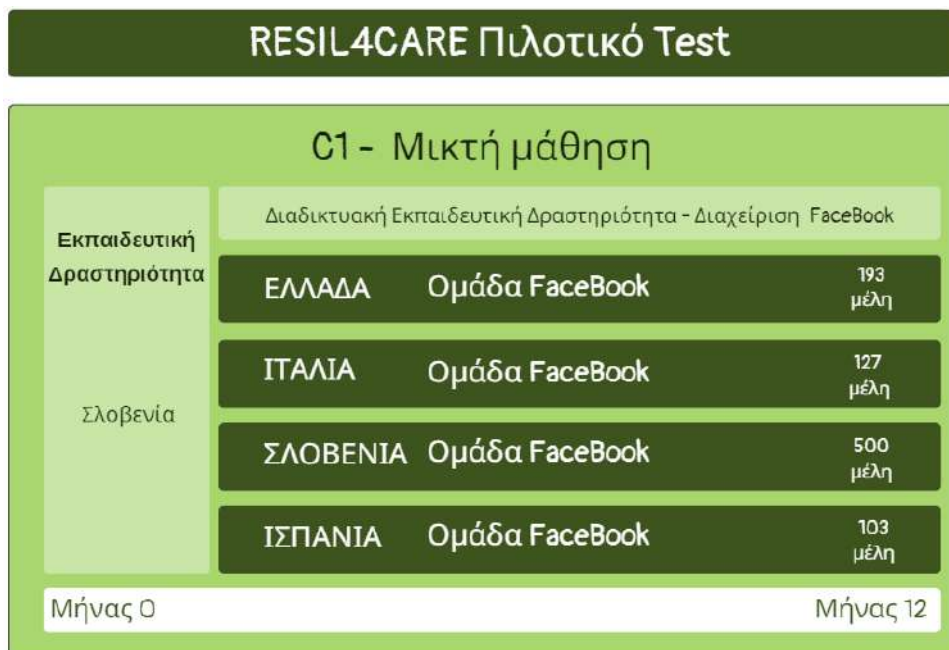 RESIL4CARE Πιλοτικό Test
C1 - Μικτή μάθηση
Εκπαιδευτική
Δραστηριότητα
Σλοβενία
Διαδικτυακή Εκπαιδευτική Δραστηριότητα - Διαχείριση FaceBook
ΕΛΛΑΔΑ Ομάδα FaceBook 193
μέλη
ΙΤΑΛΙΑ Ομάδα FaceBook 127
μέλη
ΣΛΟΒΕΝΙΑ Ομάδα FaceBook 500
μέλη
ΙΣΠΑΝΙΑ Ομάδα FaceBook 103
μέλη
Μήνας 0 Μήνας 12